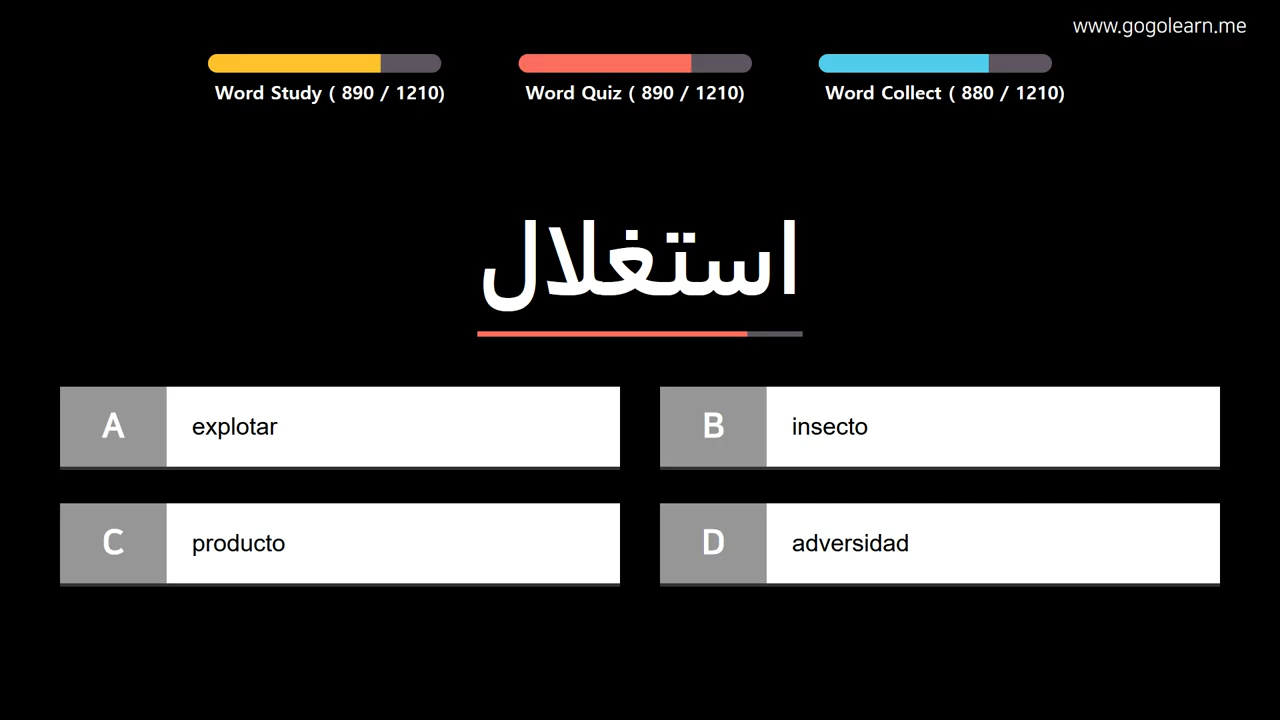 www.gogolearn.me
Word Study ( 890 / 1210)
Word Quiz ( 890 / 1210)
Word Collect ( 880 / 1210)
استغلال
A explotar
B insecto
C producto
D adversidad